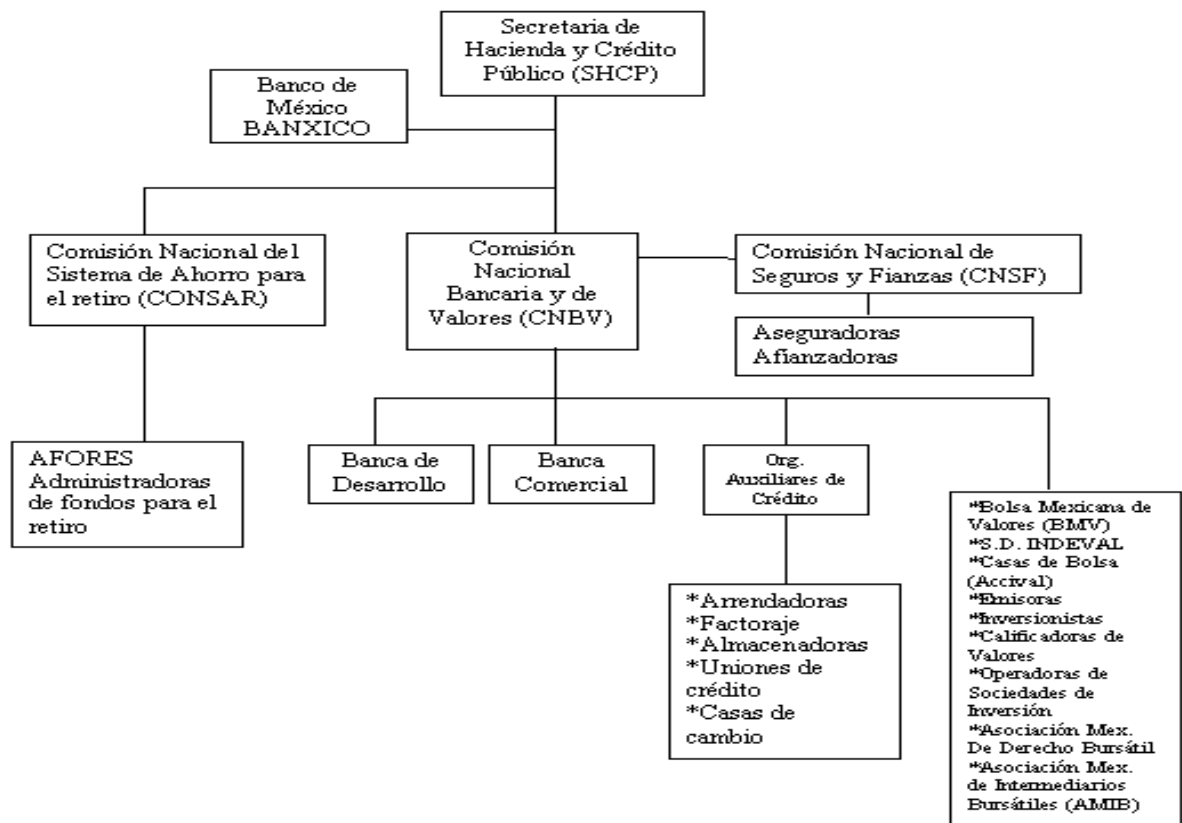 Secretaria de
Hacienda y Crédito
Público (SHCP)
Banco de
México
BANXICO
Comisión Nacional del
Sistema de Ahorro para
el retiro (CONSAR)
Comisión
Nacional
Bancaria y de
Valores (CNBV)
Comisión Nacional de
Seguros y Fianzas (CNSF)
Aseguradoras
Afianzadoras
AFORES
Administradoras
de fondos para el
retiro
Banca de
Desarrollo
Banca
Comercial
Org.
Auxiliares de
Crédito
*Arrendadoras
*Factoraje
*Almacenadoras
*Uniones de
crédito
*Casas de
cambio
*Bolsa Mexicana de
Valores (BMV)
*S.D. INDEVAL
*Casas de Bolsa
(Accival)
*Emisoras
*Inversionistas
*Calificadoras de
Valores
*Operadoras de
Sociedades de
Inversión
*Asociación Mex.
De Derecho Bursátil
*Asociación Mex.
de Intermediarios
Bursátiles (AMIB)